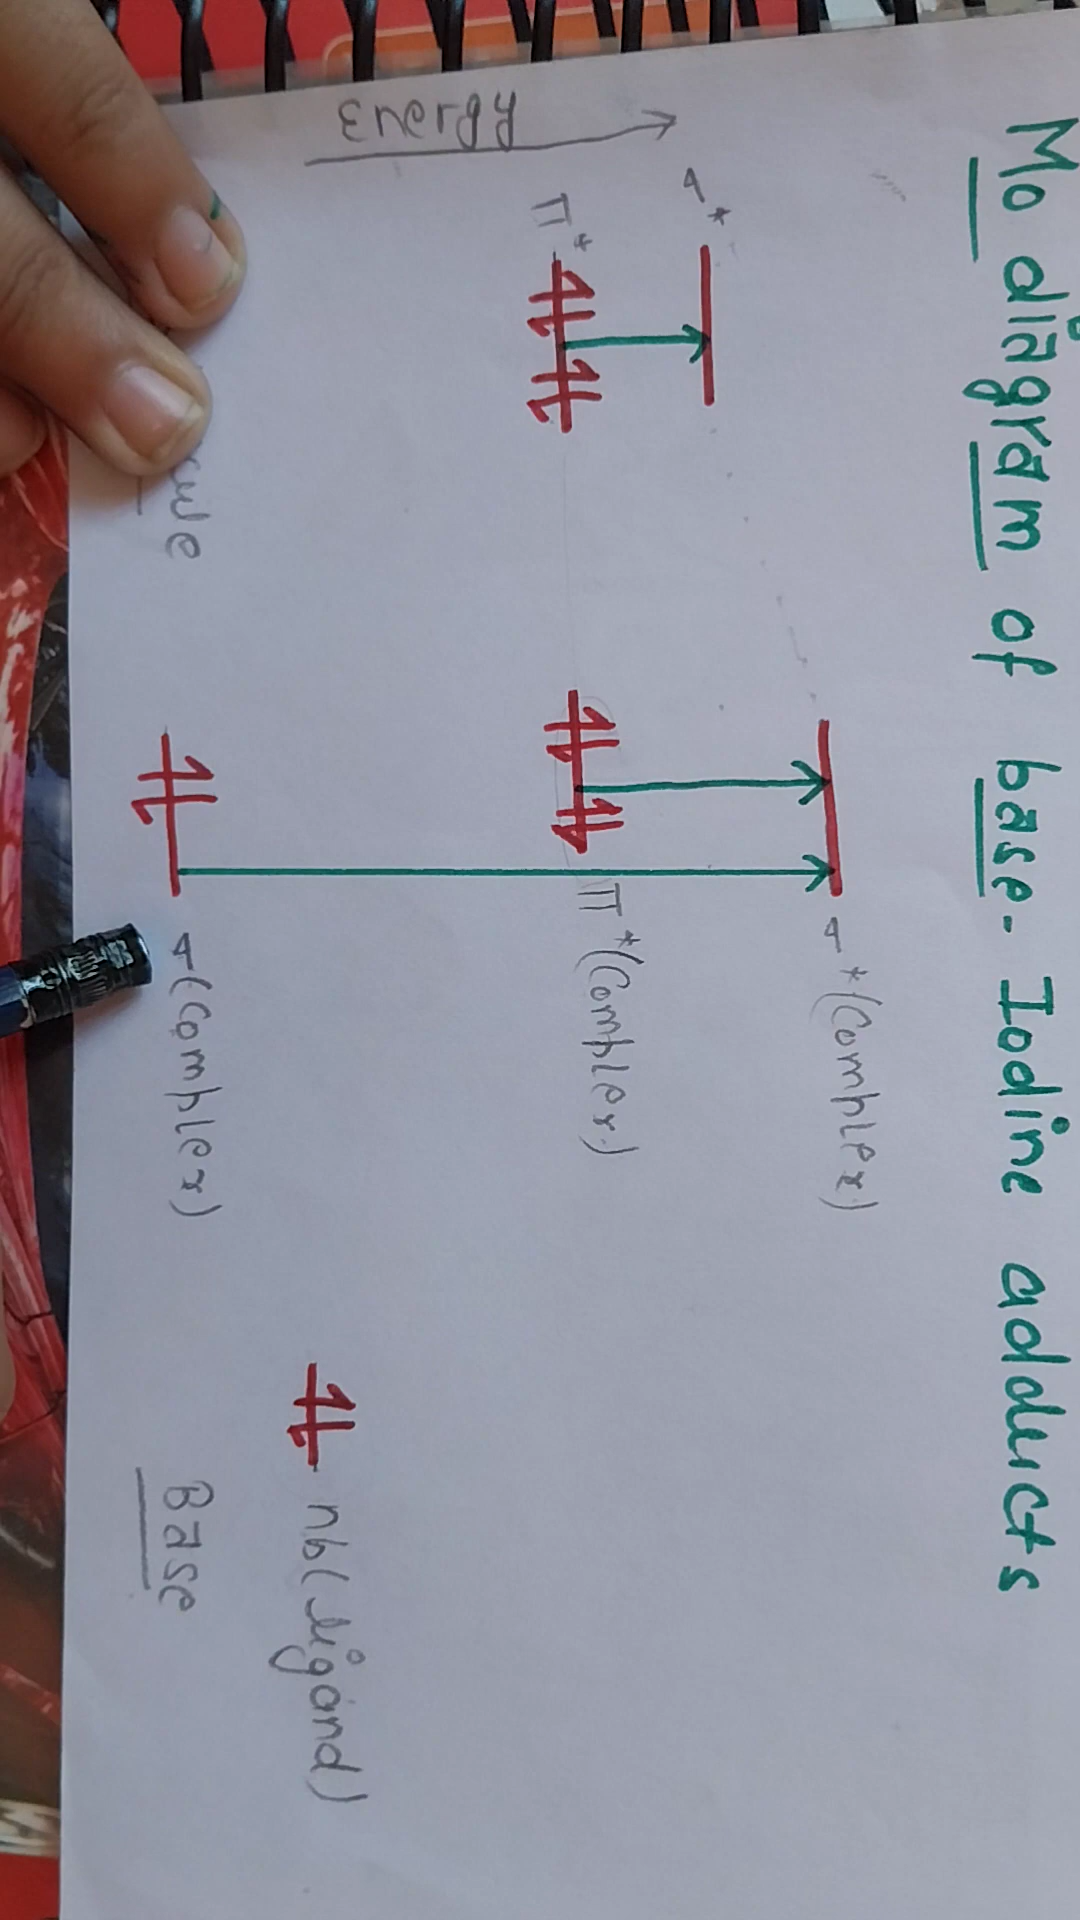 Mo diagram of base-Iodine adducts
Energy
σ*
σ*(Complex)
π*
π*(Complex)
nb(ligand)
σ(Complex)
Base